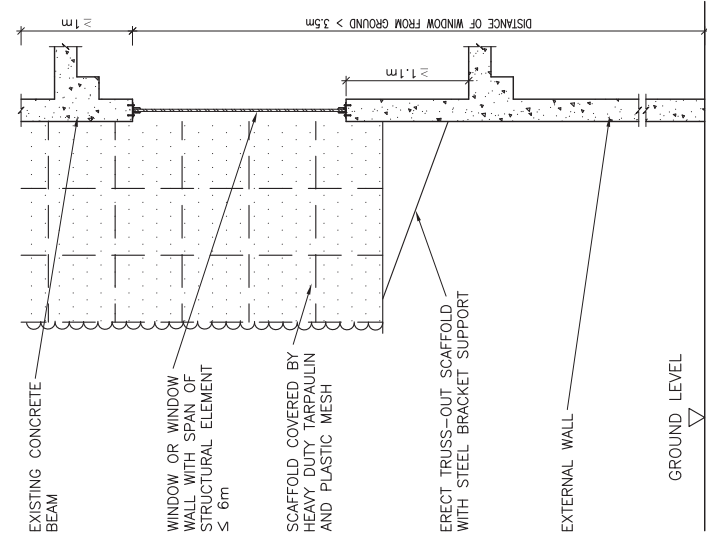 ≥ 1m
DISTANCE OF WINDOW FROM GROUND > 3.5m
≥ 1.1m
EXISTING CONCRETE
BEAM
WINDOW OR WINDOW
WALL WITH SPAN OF
STRUCTURAL ELEMENT
≤ 6m
SCAFFOLD COVERED BY
HEAVY DUTY TARPAULIN
AND PLASTIC MESH
ERECT TRUSS-OUT SCAFFOLD
WITH STEEL BRACKET SUPPORT
EXTERNAL WALL
GROUND LEVEL